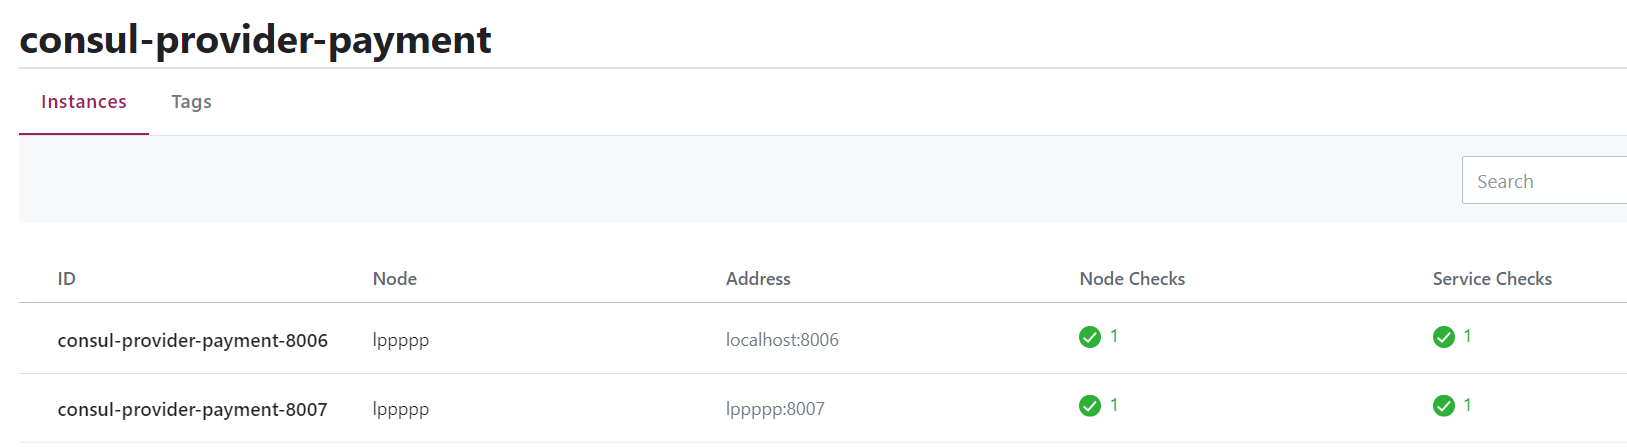 consul-provider-payment
Instances Tags
Search
ID Node Address Node Checks Service Checks
consul-provider-payment-8006 lppppp localhost:8006 1 1
consul-provider-payment-8007 lppppp lppppp:8007 1 1